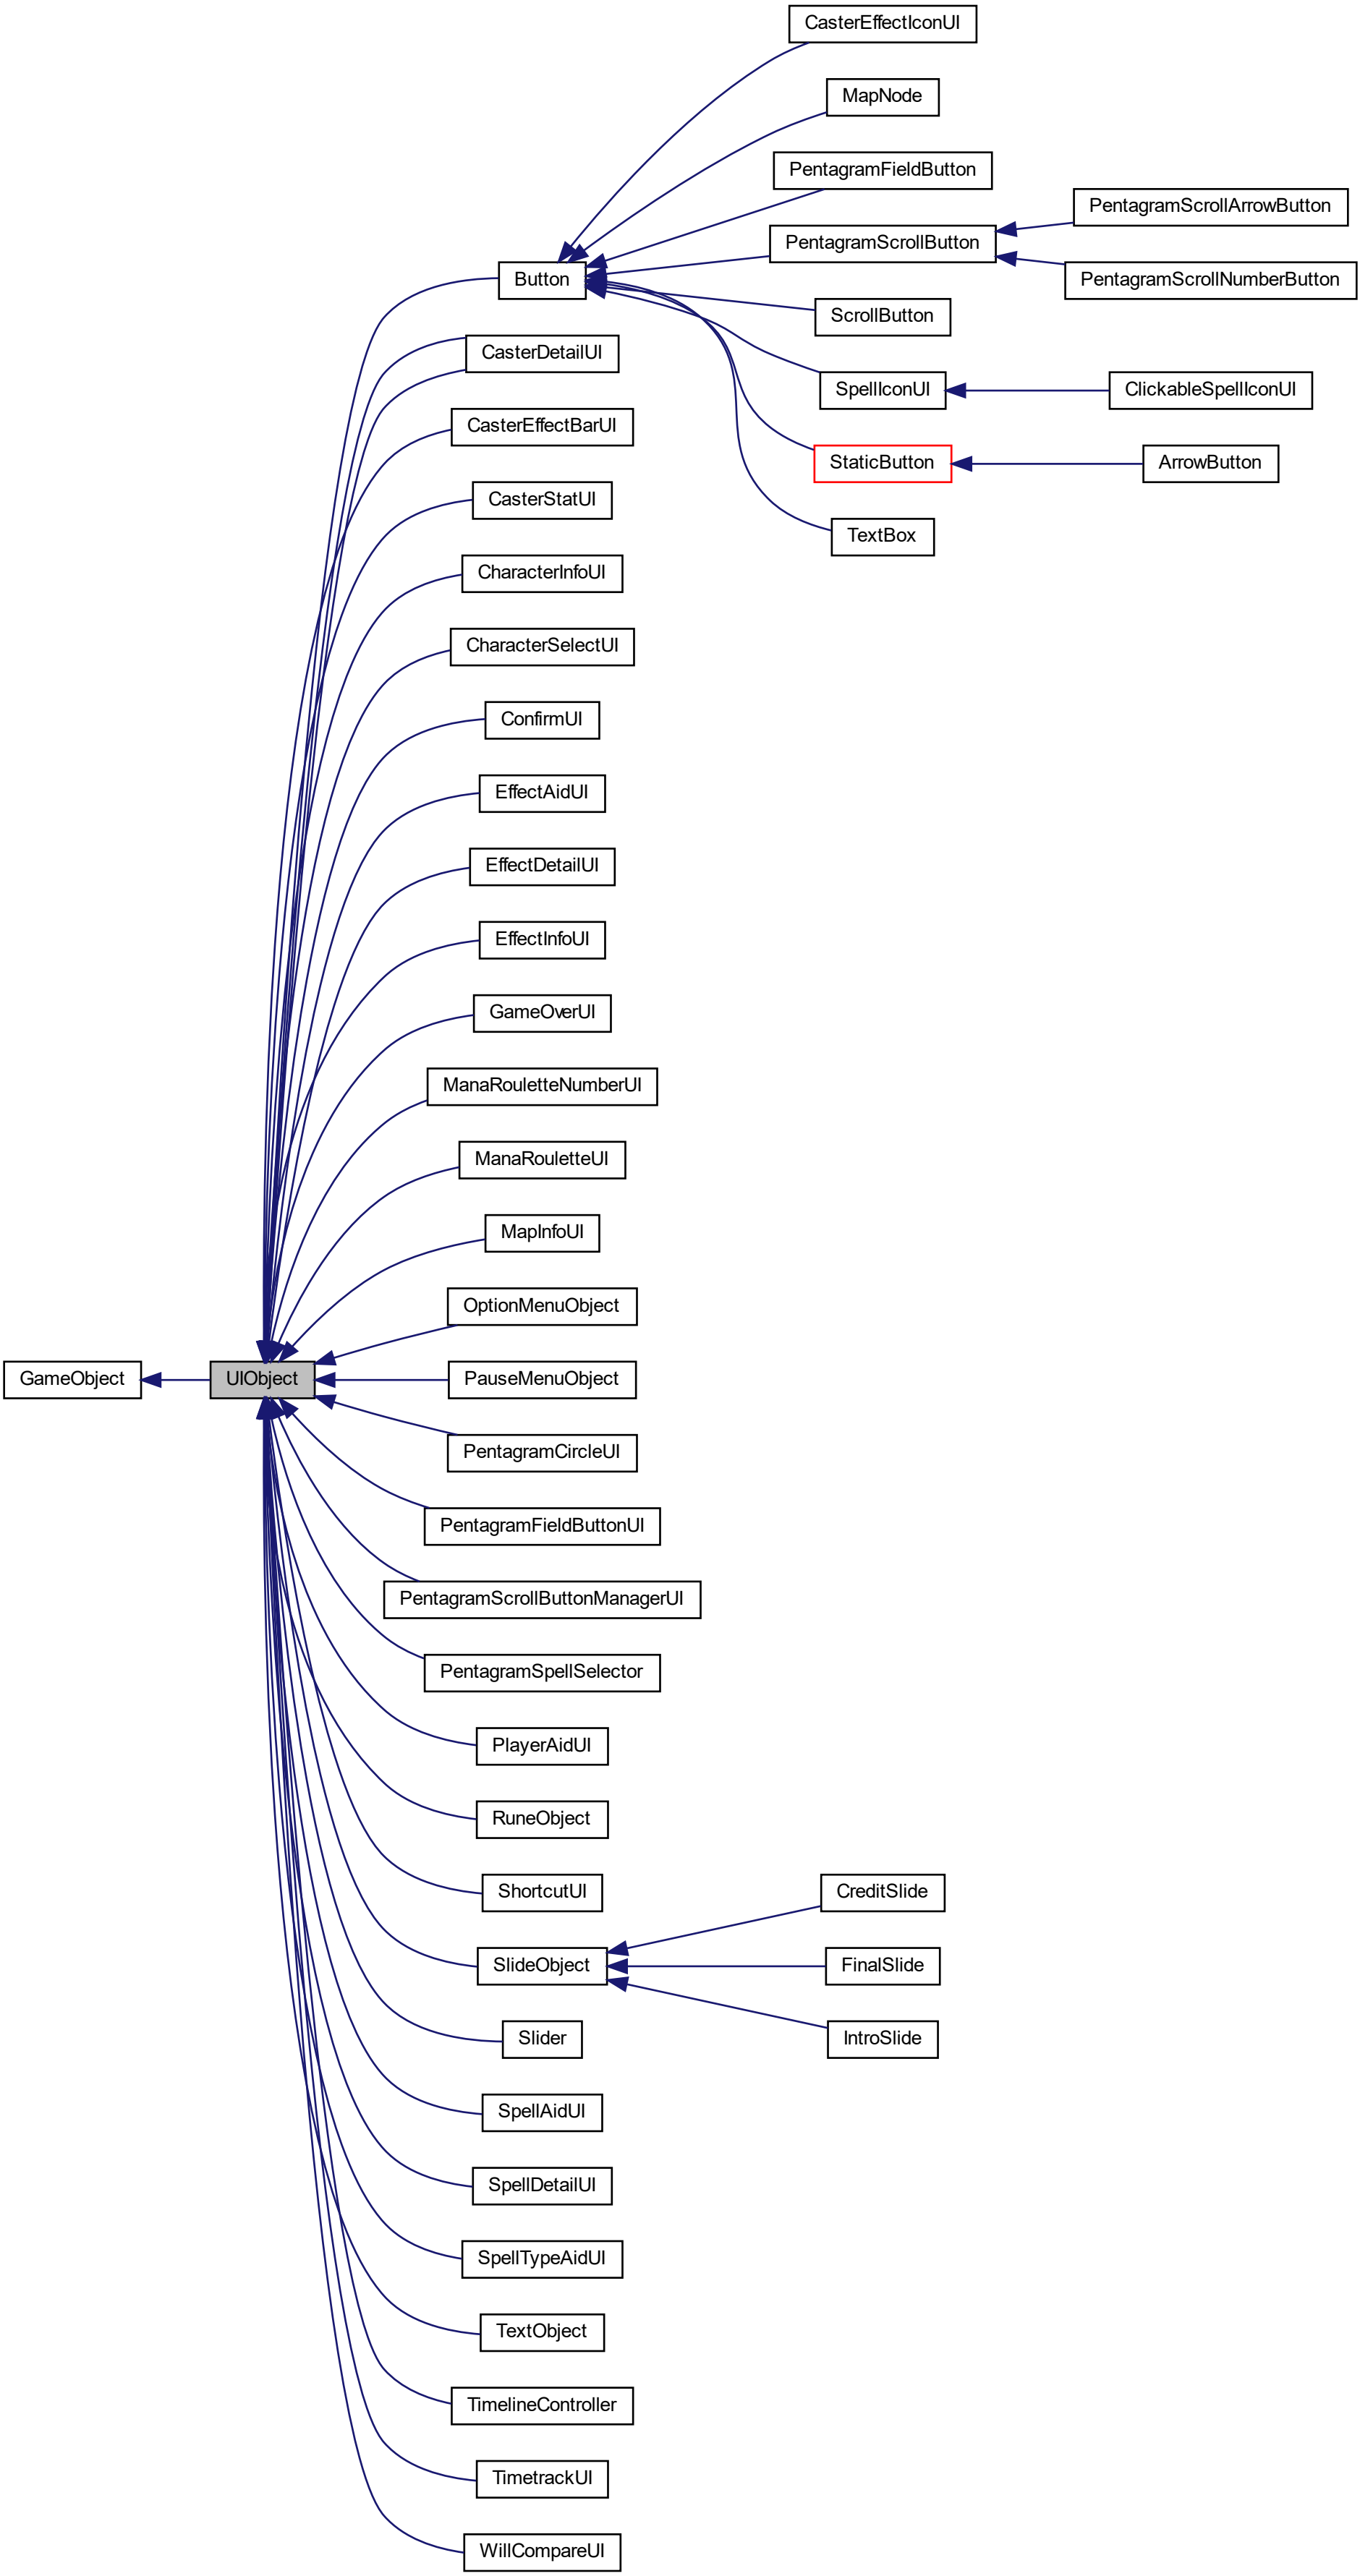 CasterEffectIconUI
MapNode
PentagramFieldButton
PentagramScrollArrowButton
PentagramScrollButton
Button
PentagramScrollNumberButton
ScrollButton
CasterDetailUI
SpellIconUI
ClickableSpellIconUI
CasterEffectBarUI
StaticButton
ArrowButton
CasterStatUI
TextBox
CharacterInfoUI
CharacterSelectUI
ConfirmUI
EffectAidUI
EffectDetailUI
EffectInfoUI
GameOverUI
ManaRouletteNumberUI
ManaRouletteUI
MapInfoUI
OptionMenuObject
GameObject
UIObject
PauseMenuObject
PentagramCircleUI
PentagramFieldButtonUI
PentagramScrollButtonManagerUI
PentagramSpellSelector
PlayerAidUI
RuneObject
ShortcutUI
CreditSlide
SlideObject
FinalSlide
Slider
IntroSlide
SpellAidUI
SpellDetailUI
SpellTypeAidUI
TextObject
TimelineController
TimetrackUI
WillCompareUI